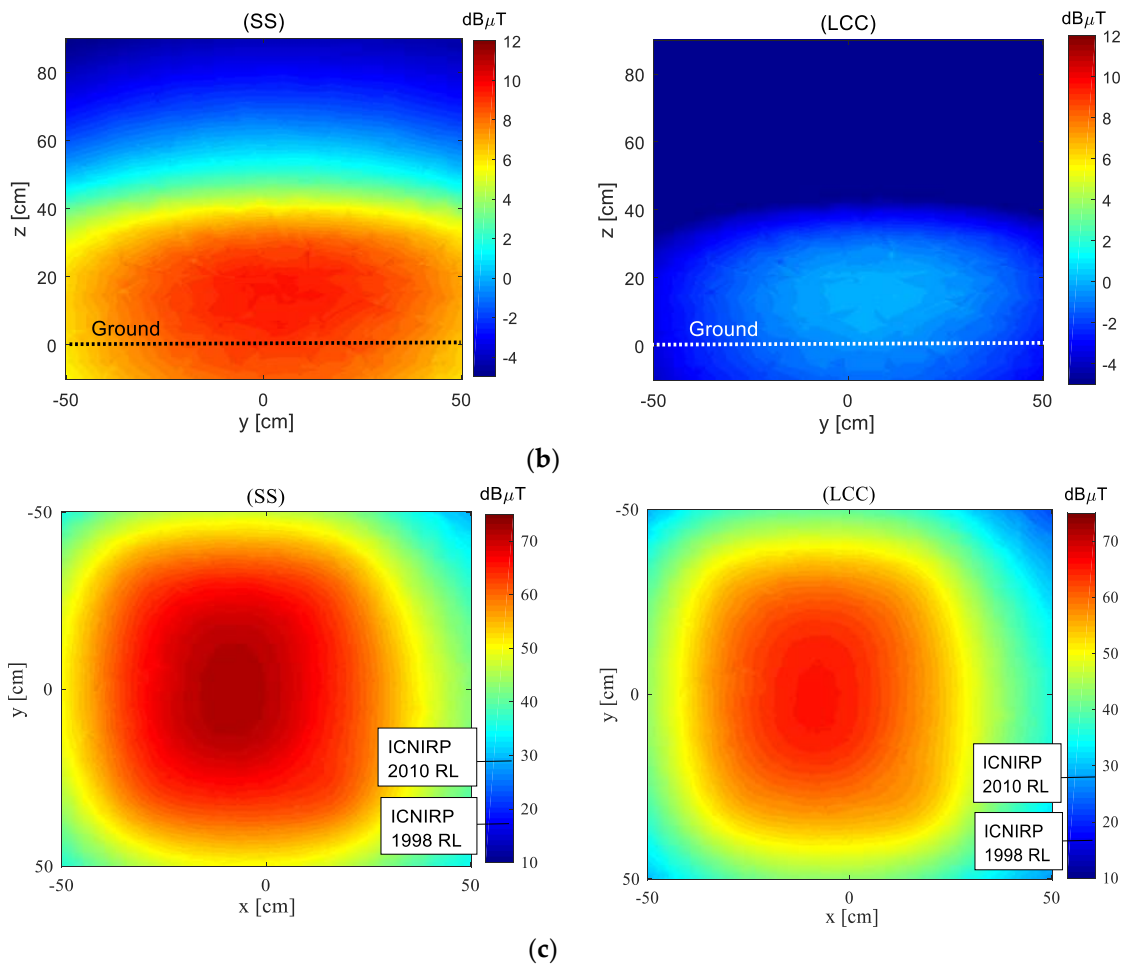 (SS)
dBμT
80
60
40
20
0
z [cm]
Ground
-50
0
50
y [cm]
12
10
8
6
4
2
0
-2
-4
(LCC)
dBμT
80
60
40
20
0
z [cm]
Ground
-50
0
50
y [cm]
12
10
8
6
4
2
0
-2
-4
(b)
(SS)
dBμT
-50
0
50
y [cm]
-50
0
50
x [cm]
ICNIRP
2010 RL
ICNIRP
1998 RL
70
60
50
40
30
20
10
(LCC)
dBμT
-50
0
50
y [cm]
-50
0
50
x [cm]
ICNIRP
2010 RL
ICNIRP
1998 RL
70
60
50
40
30
20
10
(c)